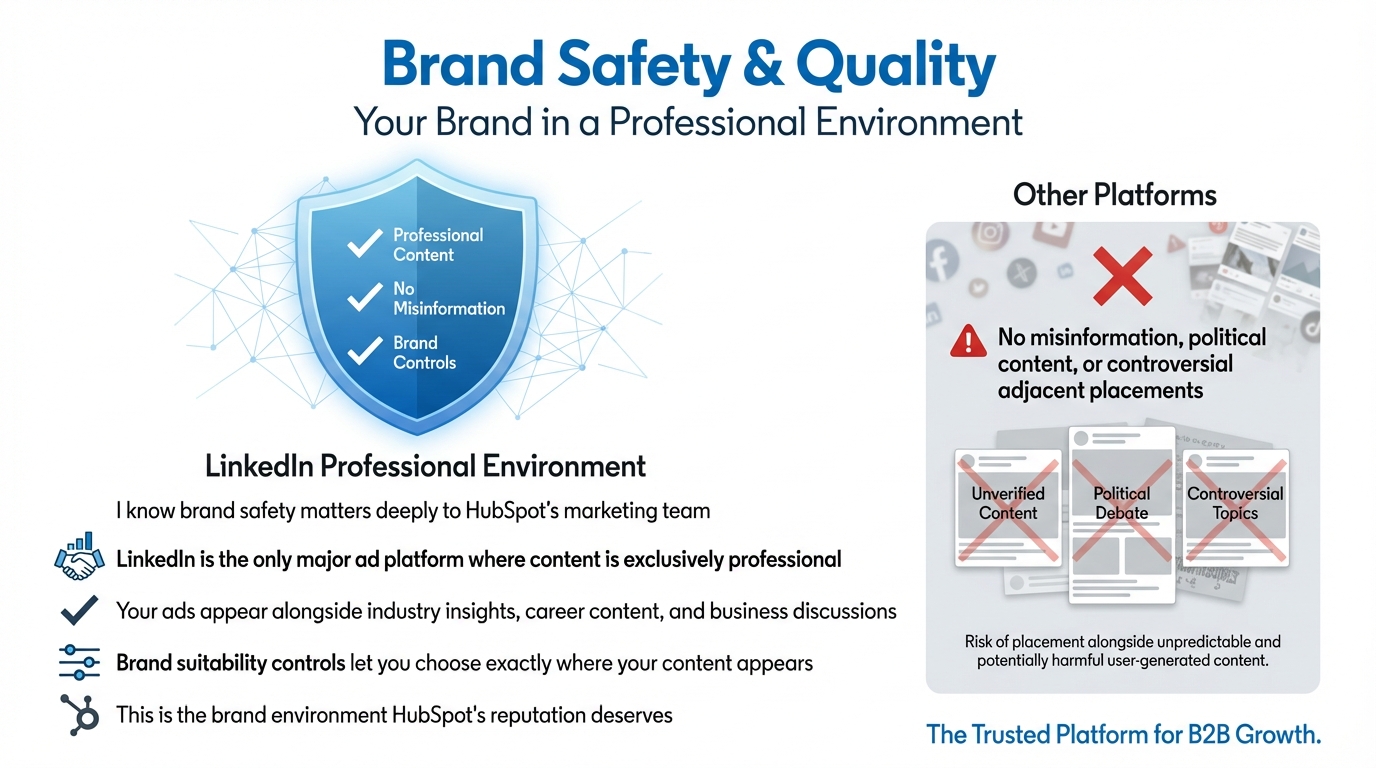 Brand Safety & Quality
Your Brand in a Professional Environment
Professional
Content
No
Misinformation
Brand
Controls
LinkedIn Professional Environment
I know brand safety matters deeply to HubSpot's marketing team
LinkedIn is the only major ad platform where content is exclusively professional
Your ads appear alongside industry insights, career content, and business discussions
Brand suitability controls let you choose exactly where your content appears
This is the brand environment HubSpot's reputation deserves
Other Platforms
No misinformation, political
content, or controversial
adjacent placements
Unverified
Content
Political
Debate
Controversial
Topics
Risk of placement alongside unpredictable and
potentially harmful user-generated content.
The Trusted Platform for B2B Growth.